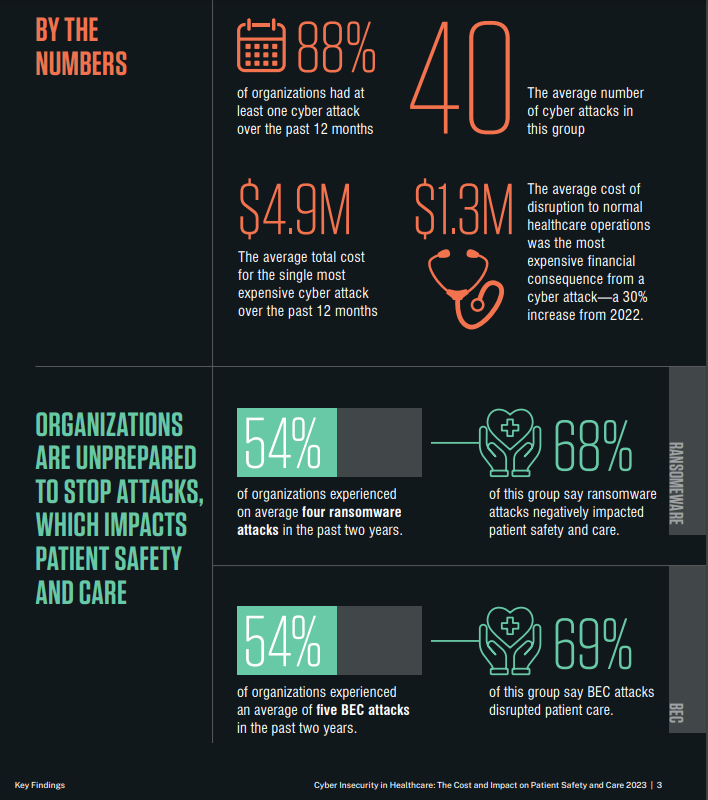 BY THE
NUMBERS
88%
of organizations had at
least one cyber attack
over the past 12 months
40
The average number
of cyber attacks in
this group
$4.9M
The average total cost
for the single most
expensive cyber attack
over the past 12 months
$1.3M
The average cost of
disruption to normal
healthcare operations
was the most
expensive financial
consequence from a
cyber attack—a 30%
increase from 2022.
ORGANIZATIONS
ARE UNPREPARED
TO STOP ATTACKS,
WHICH IMPACTS
PATIENT SAFETY
AND CARE
54%
of organizations experienced
on average four ransomware
attacks in the past two years.
68%
of this group say ransomware
attacks negatively impacted
patient safety and care.
RANSOMEWARE
54%
of organizations experienced
an average of five BEC attacks
in the past two years.
69%
of this group say BEC attacks
disrupted patient care.
BEC
Key Findings
Cyber Insecurity in Healthcare: The Cost and Impact on Patient Safety and Care 2023 | 3